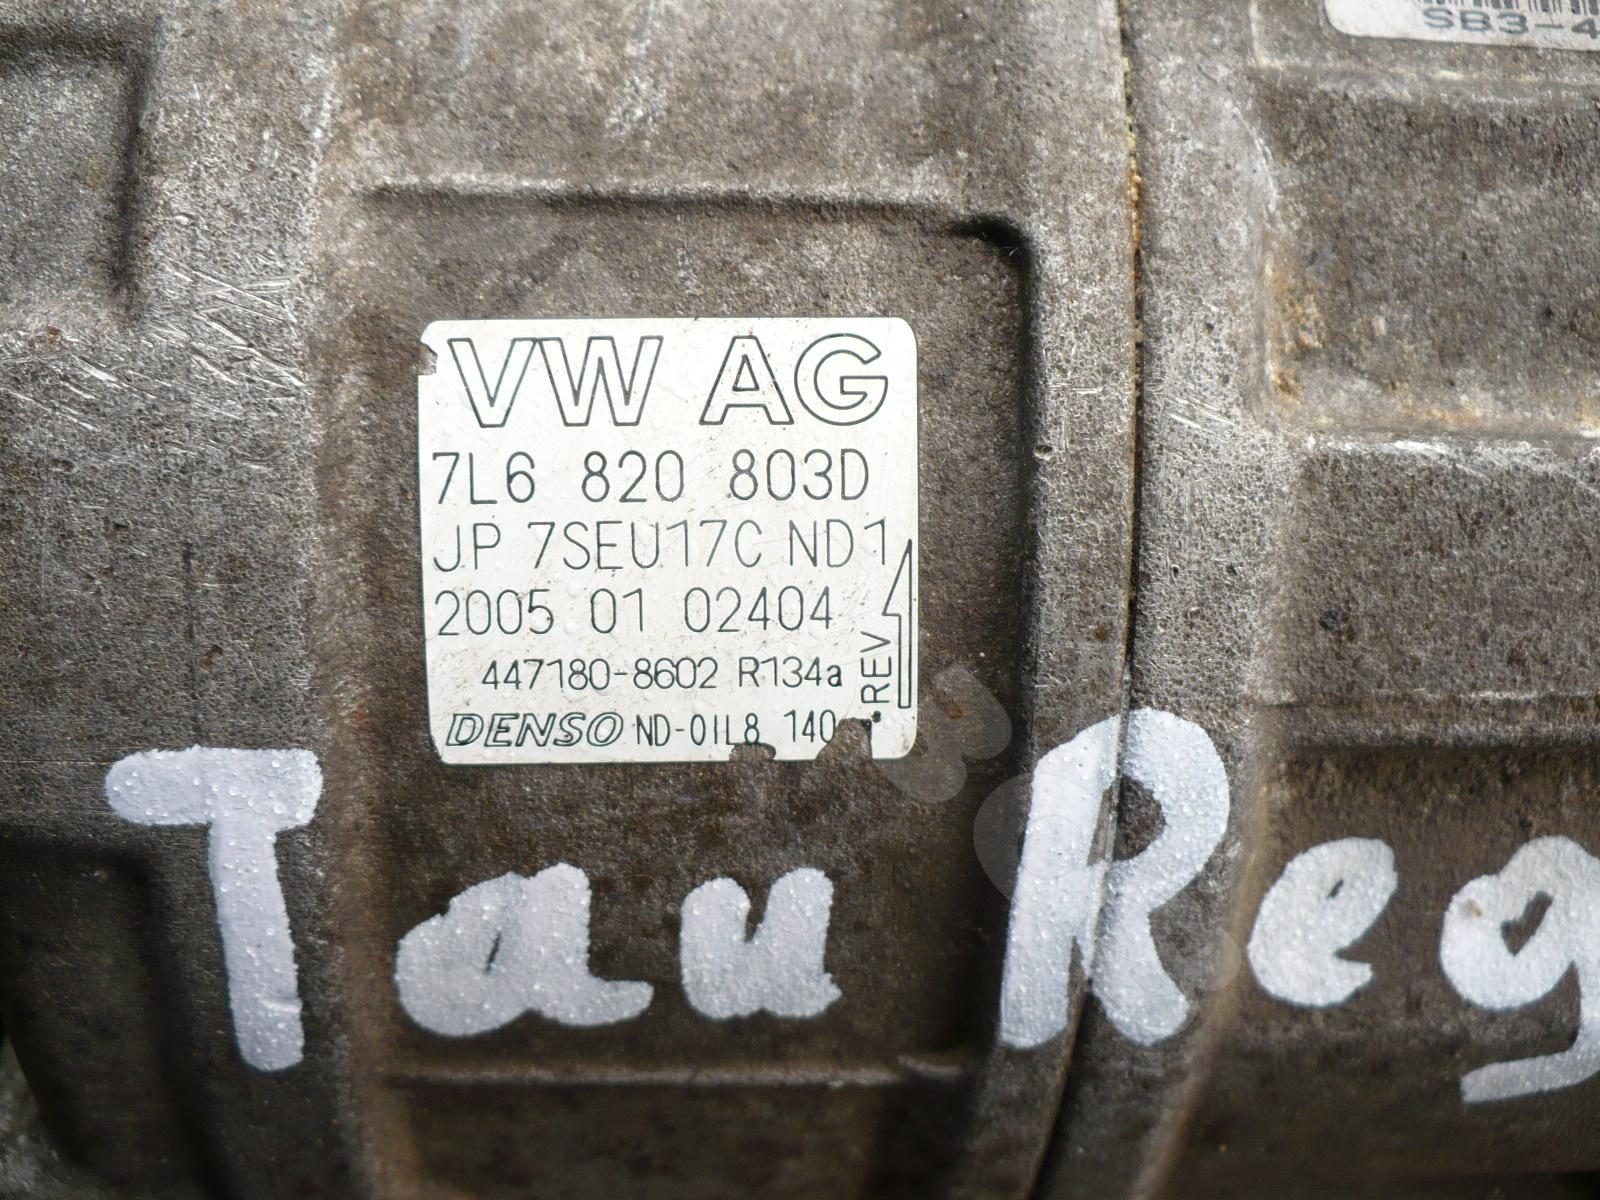 SB3-4
VW AG
7L6 820 803D
JP 7SEU17C ND1
2005 01 02404
447180-8602 R134a
REV
DENSO ND-OIL8 140
Tau Reg